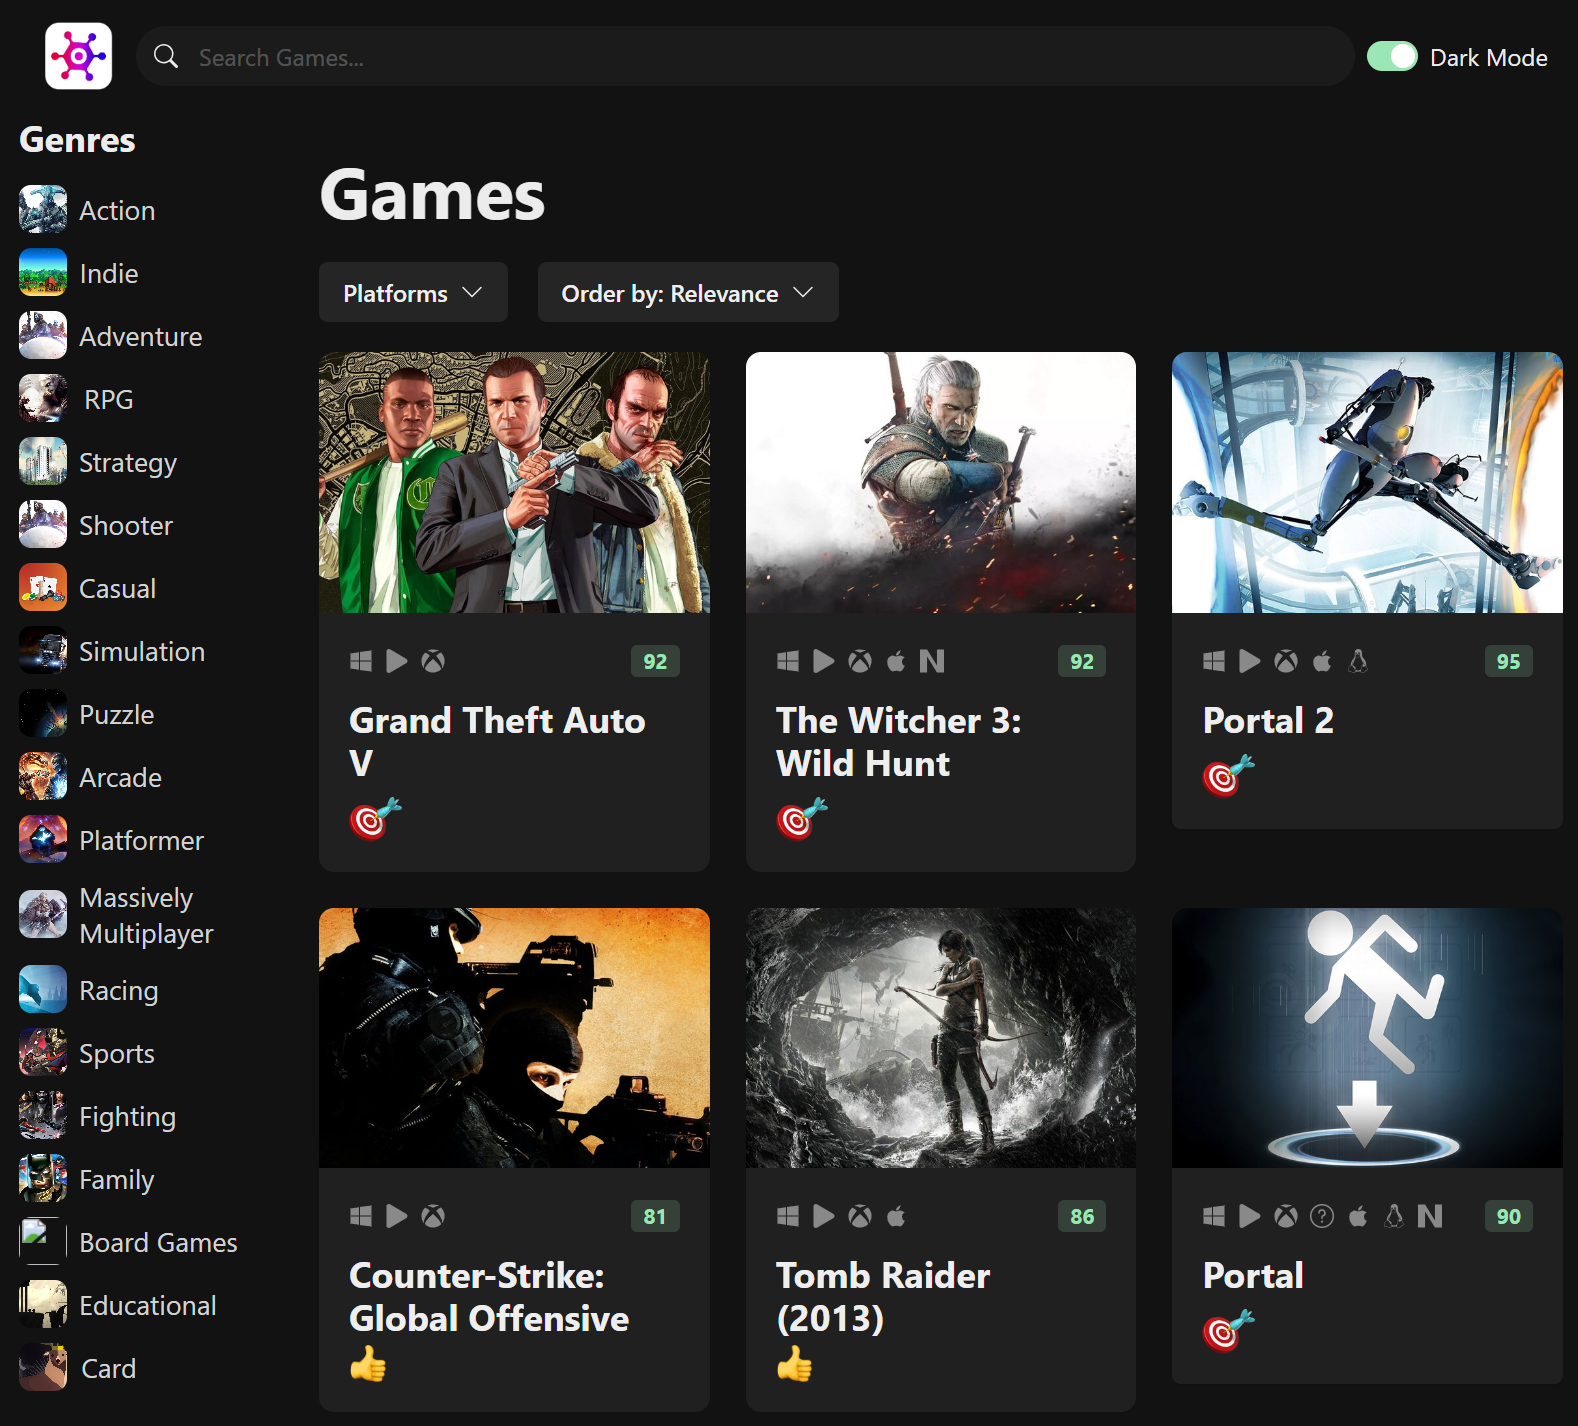 Search Games...
Dark Mode
Genres
Action
Indie
Adventure
RPG
Strategy
Shooter
Casual
Simulation
Puzzle
Arcade
Platformer
Massively
Multiplayer
Racing
Sports
Fighting
Family
Board Games
Educational
Card
Games
Platforms
Order by: Relevance
92
Grand Theft Auto
V
92
The Witcher 3:
Wild Hunt
95
Portal 2
81
Counter-Strike:
Global Offensive
86
Tomb Raider
(2013)
90
Portal